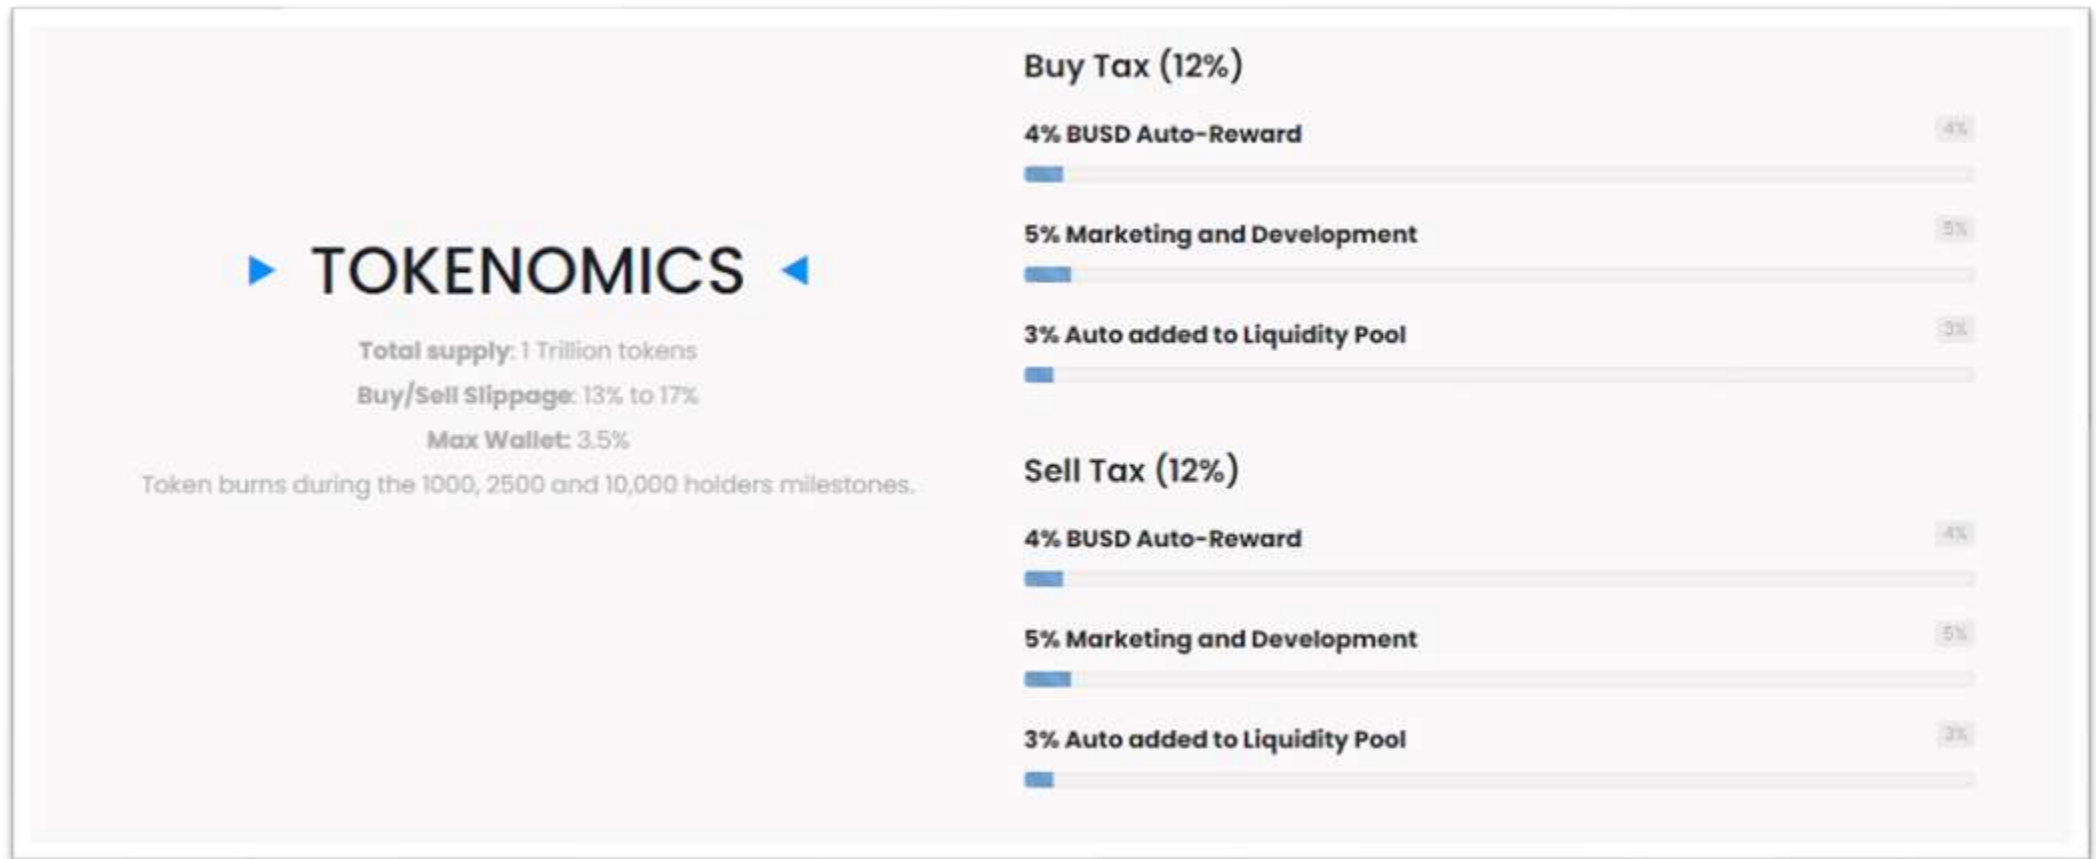 TOKENOMICS
Total supply: 1 Trillion tokens
Buy/Sell Slippage: 13% to 17%
Max Wallet: 3.5%
Token burns during the 1000, 2500 and 10,000 holders milestones.
Buy Tax (12%)
4% BUSD Auto-Reward
4%
5% Marketing and Development
5%
3% Auto added to Liquidity Pool
3%
Sell Tax (12%)
4% BUSD Auto-Reward
4%
5% Marketing and Development
5%
3% Auto added to Liquidity Pool
3%